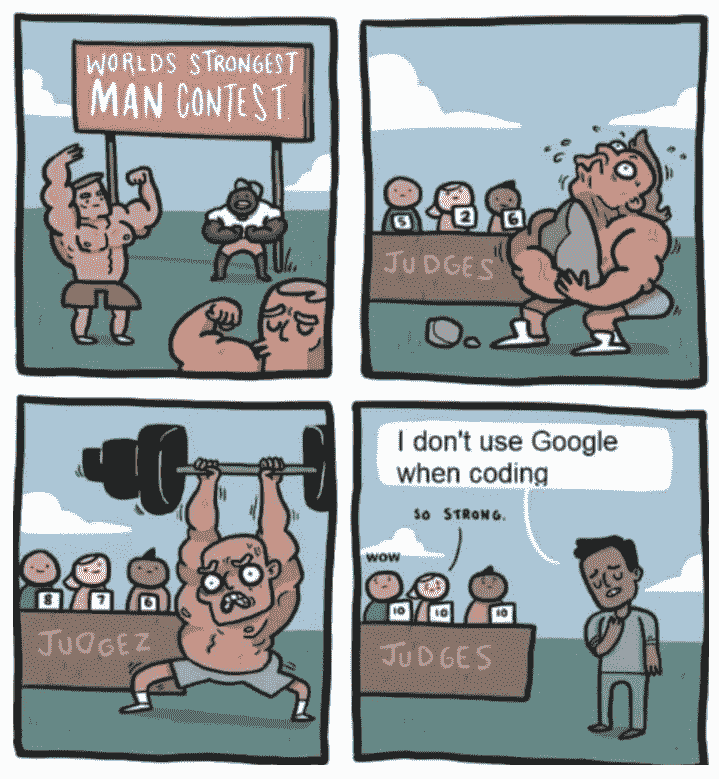 WORLDS STRONGEST
MAN CONTEST
5
2
6
JUDGES
8
7
6
JUDGEZ
I don't use Google
when coding
SO STRONG.
wow
10
10
10
JUDGES